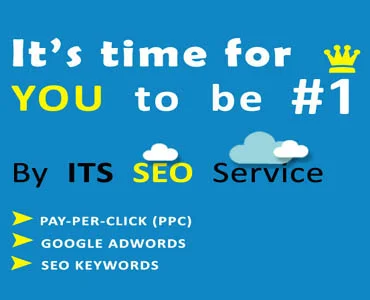 It's time for
YOU to be #1
By ITS SEO Service
PAY-PER-CLICK (PPC)
GOOGLE ADWORDS
SEO KEYWORDS